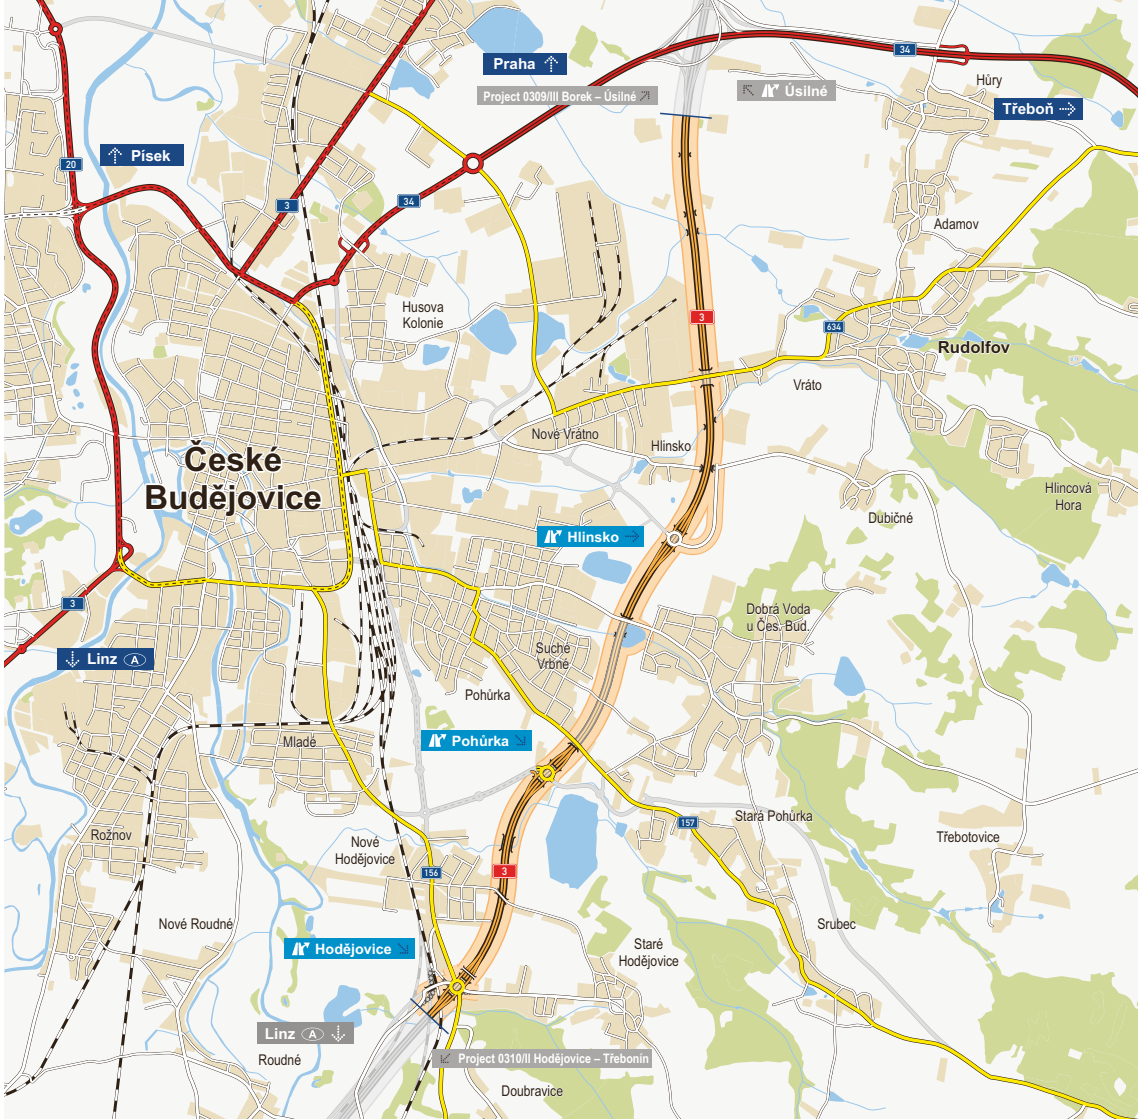 Praha
34
Hůry
Project 0309/III Borek – Úsilné
Úsilné
Třeboň
20
Písek
3
34
Adamov
Husova
Kolonie
3
634
Rudolfov
Vráto
Nové Vrátno
Hlinsko
České
Budějovice
Hlincová
Hora
Dubičné
Hlinsko
3
Dobrá Voda
u Čes. Bud.
Linz A
Suché
Vrbné
Pohůrka
Mladé
Pohůrka
Rožnov
157
Stará Pohůrka
Třebotovice
Nové
Hodějovice
156
3
Nové Roudné
Srubec
Hodějovice
Staré
Hodějovice
Linz A
Roudné
Project 0310/II Hodějovice – Třebonín
Doubravice